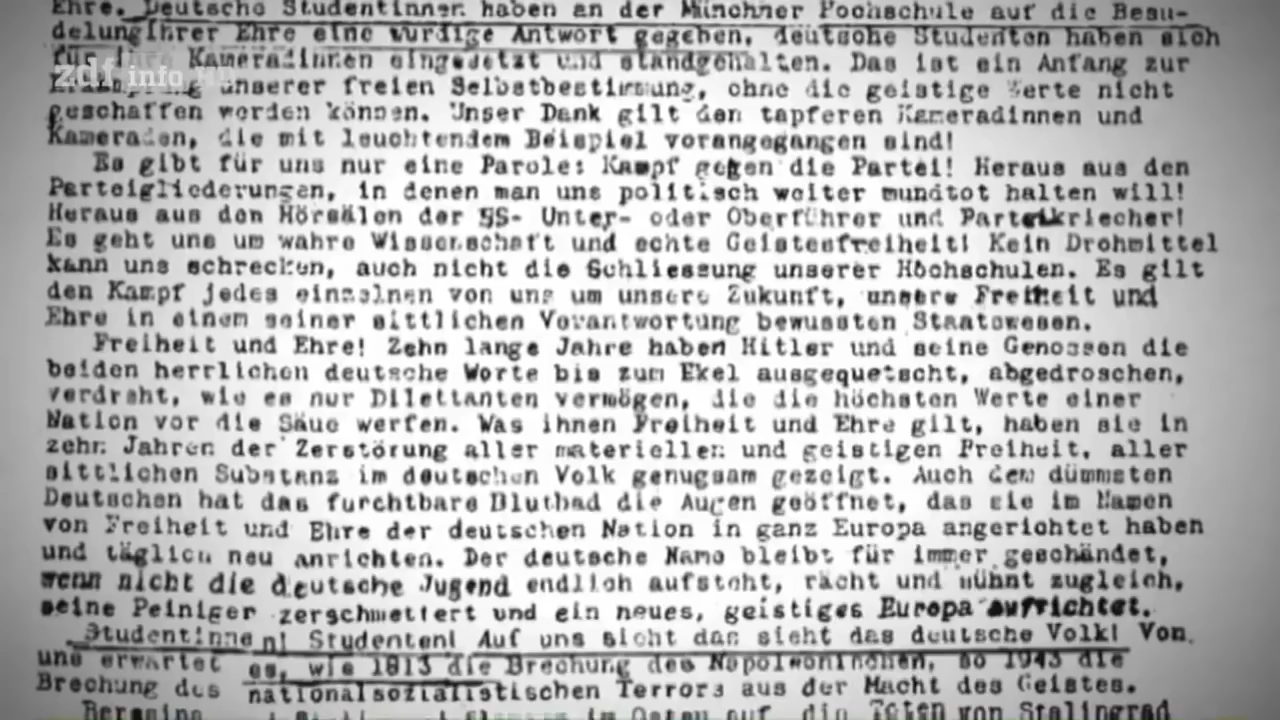 Ehre. Deutsche Studentinnen haben an der Münchner Hochschule auf die Besu-
delung ihrer Ehre eine würdige Antwort gegeben, deutsche Studenten haben sich
für ihre Kameradinnen eingesetzt und standgehalten. Das ist ein Anfang zur
zdf info HD
unserer freien Selbstbestimmung, ohne die geistige Werte nicht
geschaffen werden können. Unser Dank gilt den tapferen Kameradinnen und
Kameraden, die mit leuchtendem Beispiel vorangegangen sind!
Es gibt für uns nur eine Parole: Kampf gegen die Partei! Heraus aus den
Parteigliederungen, in denen man uns politisch weiter mundtot halten will!
Heraus aus den Hörsälen der SS- Unter- oder Oberführer und Parteikriecher!
Es geht uns um wahre Wissenschaft und echte Geistesfreiheit! Kein Drohmittel
kann uns schrecken, auch nicht die Schliessung unserer Hochschulen. Es gilt
den Kampf jedes einzelnen von uns um unsere Zukunft, unsere Freiheit und
Ehre in einem seiner sittlichen Verantwortung bewussten Staatswesen.
Freiheit und Ehre! Zehn lange Jahre haben Hitler und seine Genossen die
beiden herrlichen deutsche Worte bis zum Ekel ausgequetscht, abgedroschen,
verdreht, wie es nur Dilettanten vermögen, die die höchsten Werte einer
Nation vor die Säue werfen. Was ihnen Freiheit und Ehre gilt, haben sie in
zehn Jahren der Zerstörung aller materiellen und geistigen Freiheit, aller
sittlichen Substanz im deutschen Volk genugsam gezeigt. Auch dem dümmsten
Deutschen hat das furchtbare Blutbad die Augen geöffnet, das sie im Namen
von Freiheit und Ehre der deutschen Nation in ganz Europa angerichtet haben
und täglich neu anrichten. Der deutsche Name bleibt für immer geschändet,
wenn nicht die deutsche Jugend endlich aufsteht, rächt und sühnt zugleich,
seine Peiniger zerschmettert und ein neues, geistiges Europa aufrichtet.
Studentinnen! Studenten! Auf uns sieht das sieht das deutsche Volk! Von
uns erwartet es, wie 1813 die Brechung des Napoleonischen, so 1943 die
Brechung des nationalsozialistischen Terrors aus der Macht des Geistes.
Beresina im Osten auf, die Toten von Stalingrad